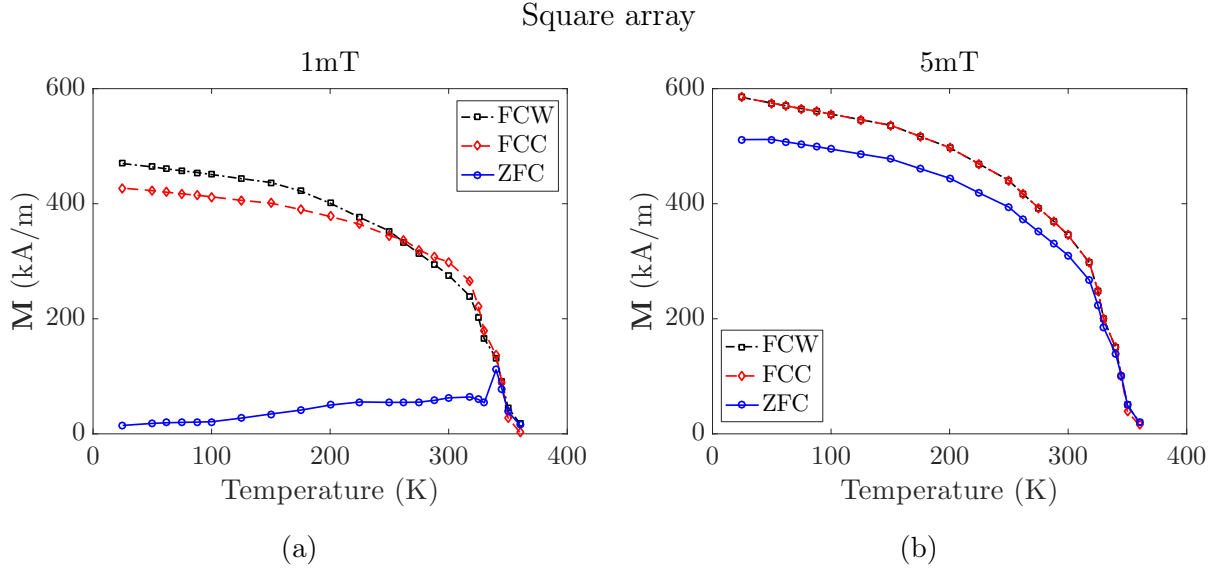 Square array
1mT
600
400
200
0
M (kA/m)
FCW
FCC
ZFC
0 100 200 300 400
Temperature (K)
(a)
5mT
600
400
200
0
M (kA/m)
FCW
FCC
ZFC
0 100 200 300 400
Temperature (K)
(b)